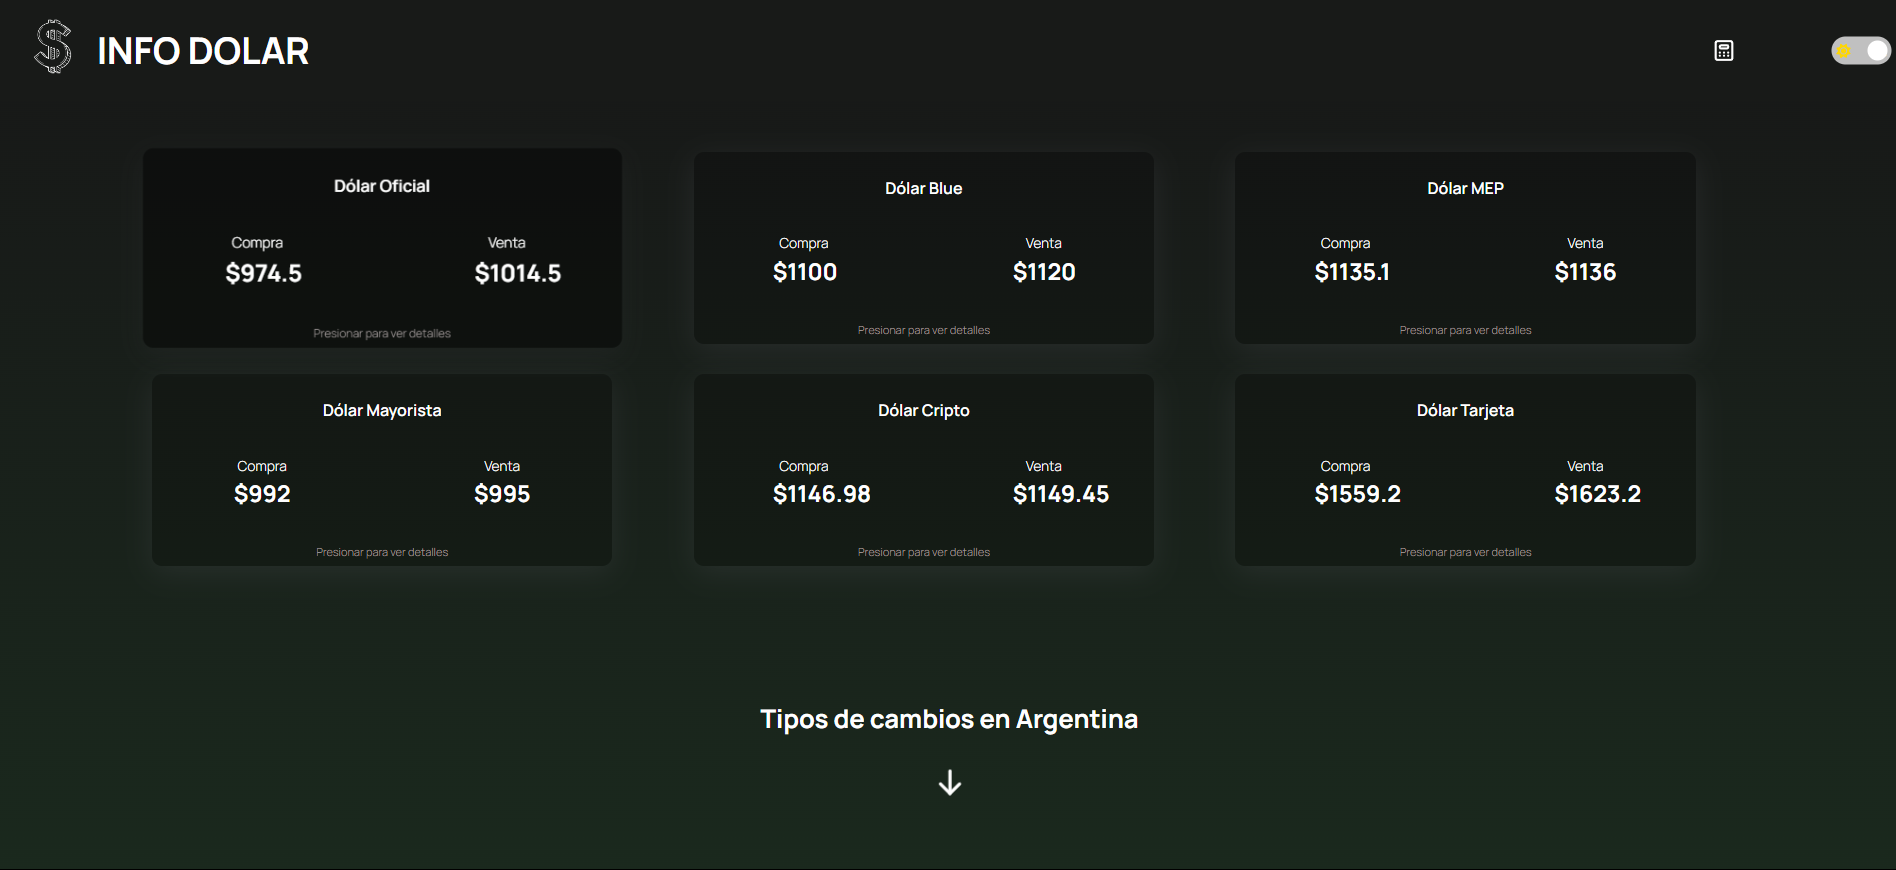 $ INFO DOLAR
Dólar Oficial
Compra Venta
$974.5 $1014.5
Presionar para ver detalles
Dólar Blue
Compra Venta
$1100 $1120
Presionar para ver detalles
Dólar MEP
Compra Venta
$1135.1 $1136
Presionar para ver detalles
Dólar Mayorista
Compra Venta
$992 $995
Presionar para ver detalles
Dólar Cripto
Compra Venta
$1146.98 $1149.45
Presionar para ver detalles
Dólar Tarjeta
Compra Venta
$1559.2 $1623.2
Presionar para ver detalles
Tipos de cambios en Argentina